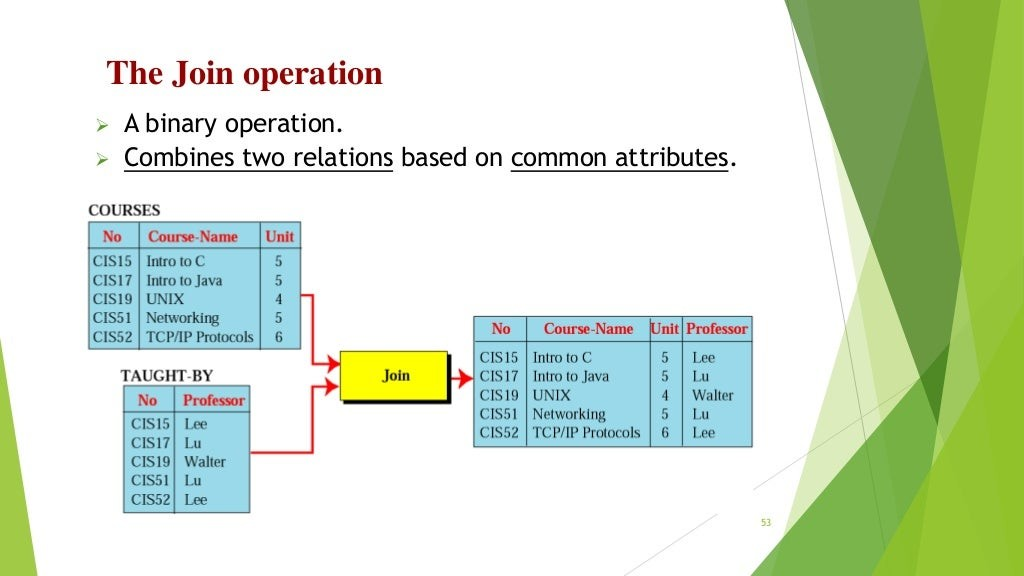 The Join operation
➢ A binary operation.
➢ Combines two relations based on common attributes.
COURSES
No Course-Name Unit
CIS15 Intro to C 5
CIS17 Intro to Java 5
CIS19 UNIX 4
CIS51 Networking 5
CIS52 TCP/IP Protocols 6
TAUGHT-BY
No Professor
CIS15 Lee
CIS17 Lu
CIS19 Walter
CIS51 Lu
CIS52 Lee
Join
No Course-Name Unit Professor
CIS15 Intro to C 5 Lee
CIS17 Intro to Java 5 Lu
CIS19 UNIX 4 Walter
CIS51 Networking 5 Lu
CIS52 TCP/IP Protocols 6 Lee
53